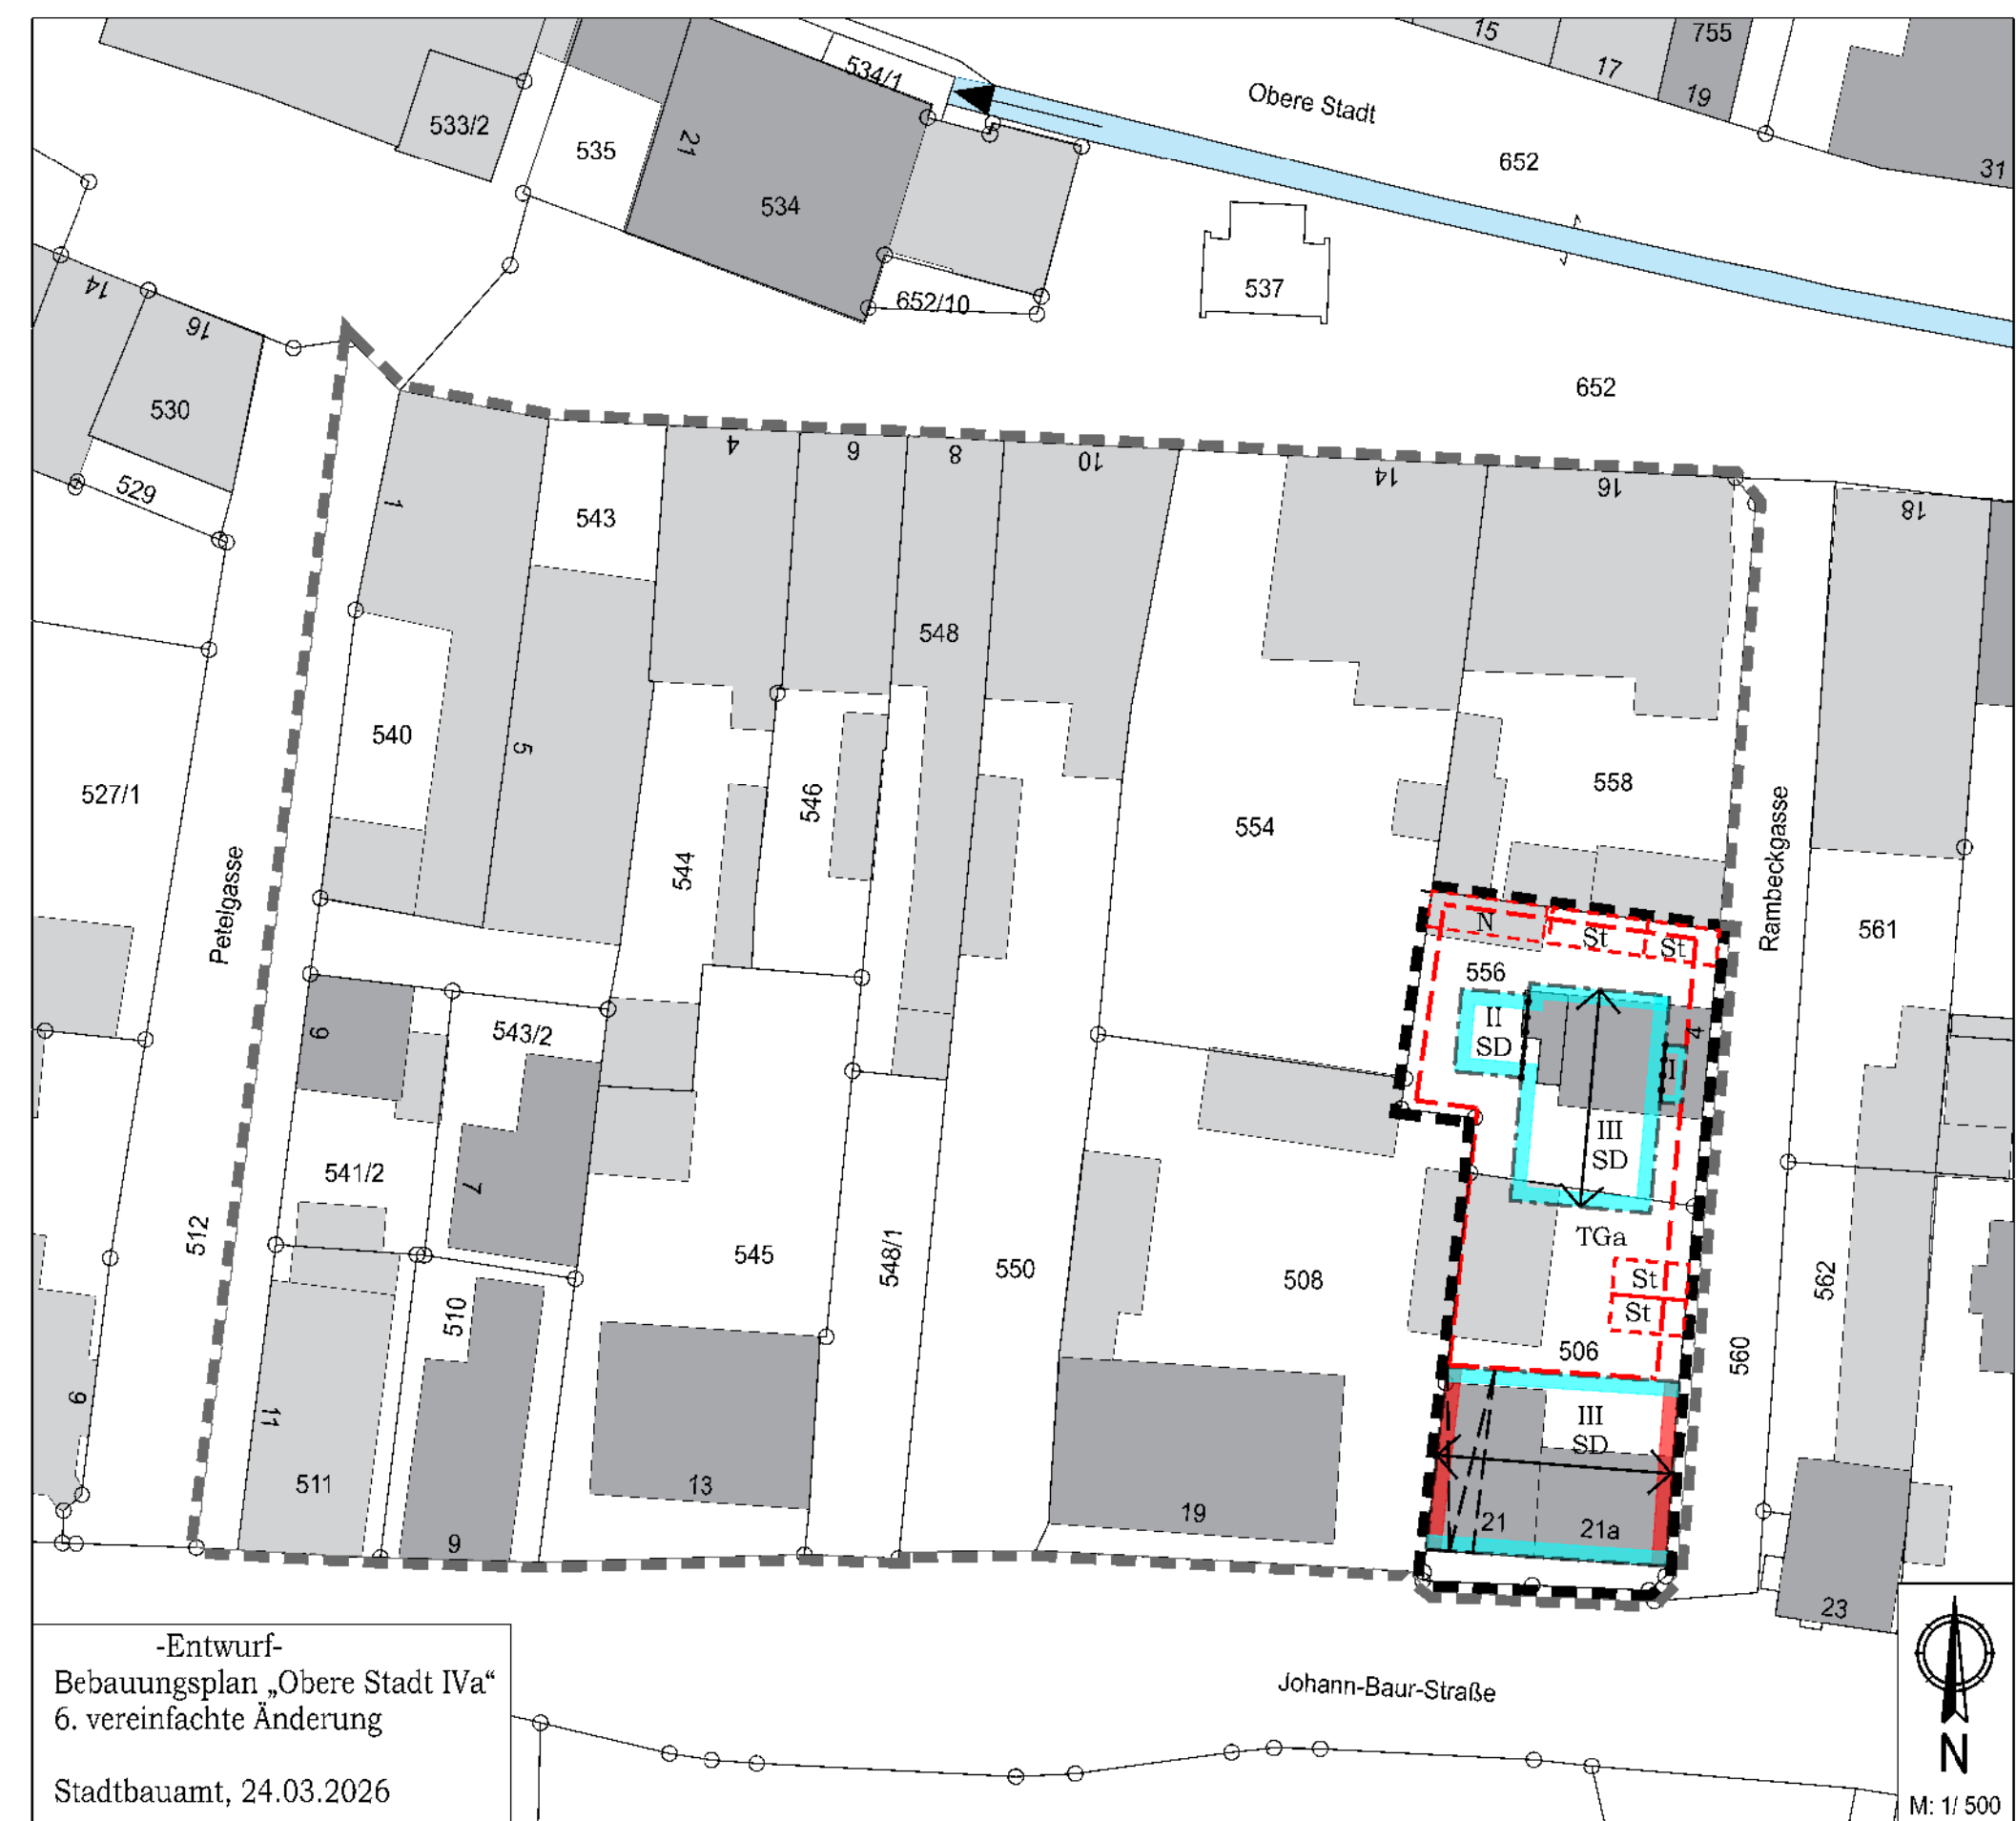 15
17
755
19
31
Obere Stadt
652
534/1
533/2
535
21
534
652/10
537
652
14
16
530
529
1
543
4
6
8
10
14
16
18
548
540
5
527/1
546
544
554
558
Rambeckgasse
561
Petelgasse
N
St
St
556
4
II
SD
I
III
SD
6
543/2
541/2
7
512
545
548/1
550
508
TGa
St
St
506
560
562
510
9
11
511
9
13
19
III
SD
21
21a
23
-Entwurf-
Bebauungsplan „Obere Stadt IVa“
6. vereinfachte Änderung
Stadtbauamt, 24.03.2026
Johann-Baur-Straße
N
M: 1/ 500